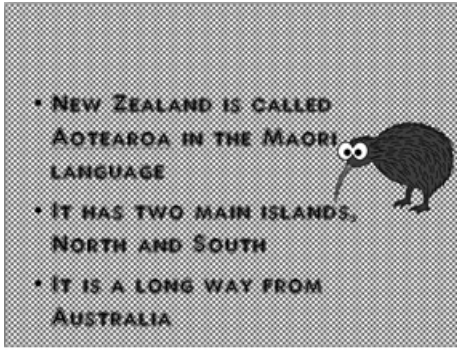 • New Zealand is called
Aotearoa in the Maori
language
• It has two main islands,
North and South
• It is a long way from
Australia